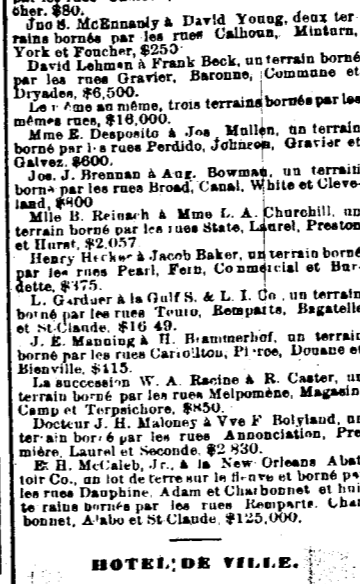 cher. $80.
Jno S. McEnnanly à David Young, deux ter-
rains bornés par les rues Calhoun, Minturn,
York et Foucher, $250
David Lehman à Frank Beck, un terrain borné
par les rues Gravier, Baronne, Commune et
Dryades, $6,500.
Le même au même, trois terrains bornés par les
mêmes rues, $16,000.
Mme E. Desposito à Jos. Mullen, un terrain
borné par les rues Perdido, Johnson, Gravier et
Galvez. $600.
Jos. J. Brennan à Aug. Bowman, un terrain
borné par les rues Broad, Canal, White et Cleve-
land, $800
Mlle B. Reinach à Mme L. A. Churchill, un
terrain borné par les rues State, Laurel, Preston
et Hurst, $2,057.
Henry Hecker à Jacob Baker, un terrain borné
par les rues Pearl, Fern, Commercial et Bur-
dette, $375.
L. Garduer à la Gulf S. & L. I. Co., un terrain
borné par les rues Touro, Remparts, Bagatelle
et St-Claude, $16 49.
J. E. Manning à H. Brammerhof, un terrain
borné par les rues Carrollton, Pierce, Douane et
Bienville, $115.
La succession W. A. Racine à R. Caster, un
terrain borné par les rues Melpomène, Magasin
Camp et Terpsichore, $850.
Docteur J. H. Maloney à Vve F Bolyland, un
terrain borné par les rues Annonciation, Pre
mière, Laurel et Seconde, $2 830.
E. H. McCaleb, Jr., à la New Orleans Abat
toir Co., un lot de terre sur le fleuve et borné pa
les rues Dauphine, Adam et Charbonnet et hui
te rains bornés par les rues Remparts. Char
bonnet, Alabo et St-Claude, $125,000.
HOTEL DE VILLE.